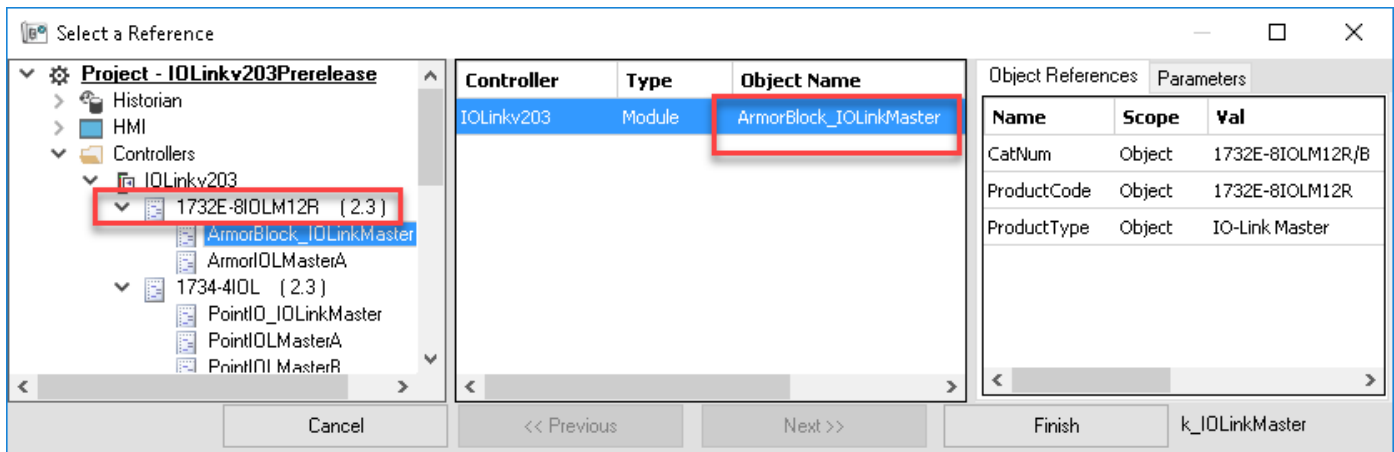 Select a Reference
Project - IOLinkv203Prerelease
Historian
HMI
Controllers
IOLinkv203
1732E-8IOLM12R (2.3)
ArmorBlock_IOLinkMaster
ArmorIOLMasterA
1734-4IOL (2.3)
PointIO_IOLinkMaster
PointIOLMasterA
PointIOLMasterB
Controller Type Object Name
IOLinkv203 Module ArmorBlock_IOLinkMaster
Object References Parameters
Name Scope Val
CatNum Object 1732E-8IOLM12R/B
ProductCode Object 1732E-8IOLM12R
ProductType Object IO-Link Master
Cancel << Previous Next >> Finish k_IOLinkMaster